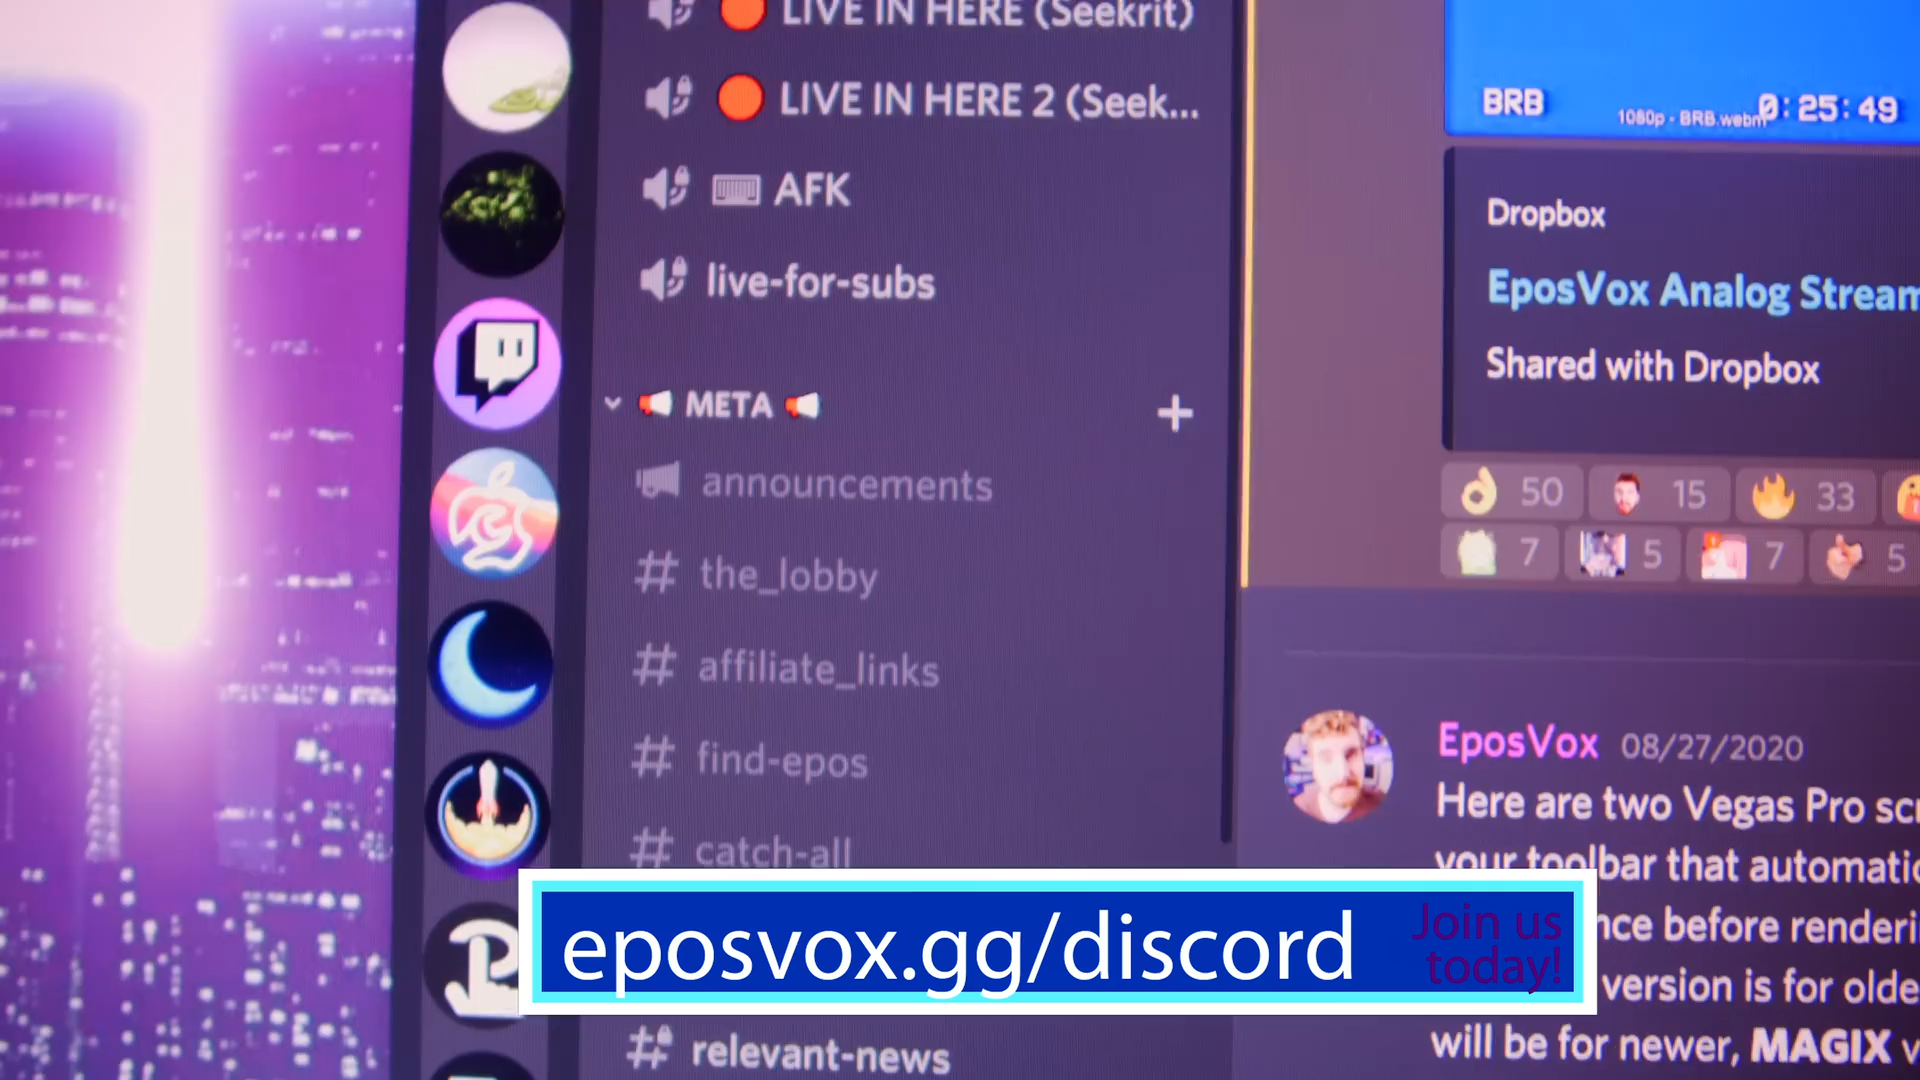 LIVE IN HERE (Seekrit)
LIVE IN HERE 2 (Seek...
AFK
live-for-subs
META
announcements
the_lobby
affiliate_links
find-epos
catch-all
relevant-news
BRB
1080p - BRB.webm
0:25:49
Dropbox
EposVox Analog Stream
Shared with Dropbox
50 15 33
7 5 7 5
EposVox 08/27/2020
Here are two Vegas Pro scr
your toolbar that automatic
nce before renderi
version is for olde
will be for newer, MAGIX v
eposvox.gg/discord
Join us
today!